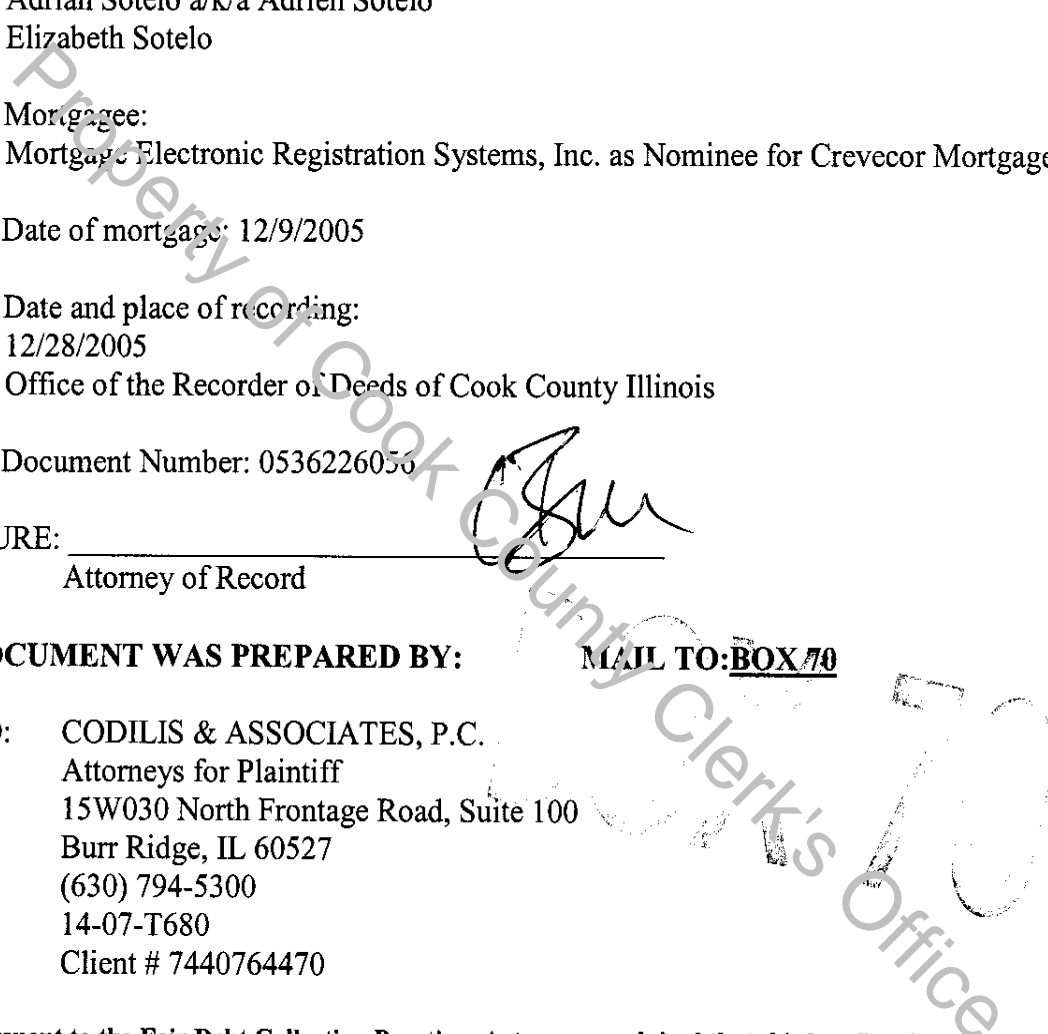 Adrian Sotelo a/k/a Adrien Sotelo
Elizabeth Sotelo
Mortgagee:
Mortgage Electronic Registration Systems, Inc. as Nominee for Crevecor Mortgage
Date of mortgage: 12/9/2005
Date and place of recording:
12/28/2005
Office of the Recorder of Deeds of Cook County Illinois
Document Number: 0536226056
URE:
Attorney of Record
OCUMENT WAS PREPARED BY: MAIL TO: BOX 70
CODILIS & ASSOCIATES, P.C.
Attorneys for Plaintiff
15W030 North Frontage Road, Suite 100
Burr Ridge, IL 60527
(630) 794-5300
14-07-T680
Client # 7440764470
Property of Cook County Clerk's Office
BOX 70